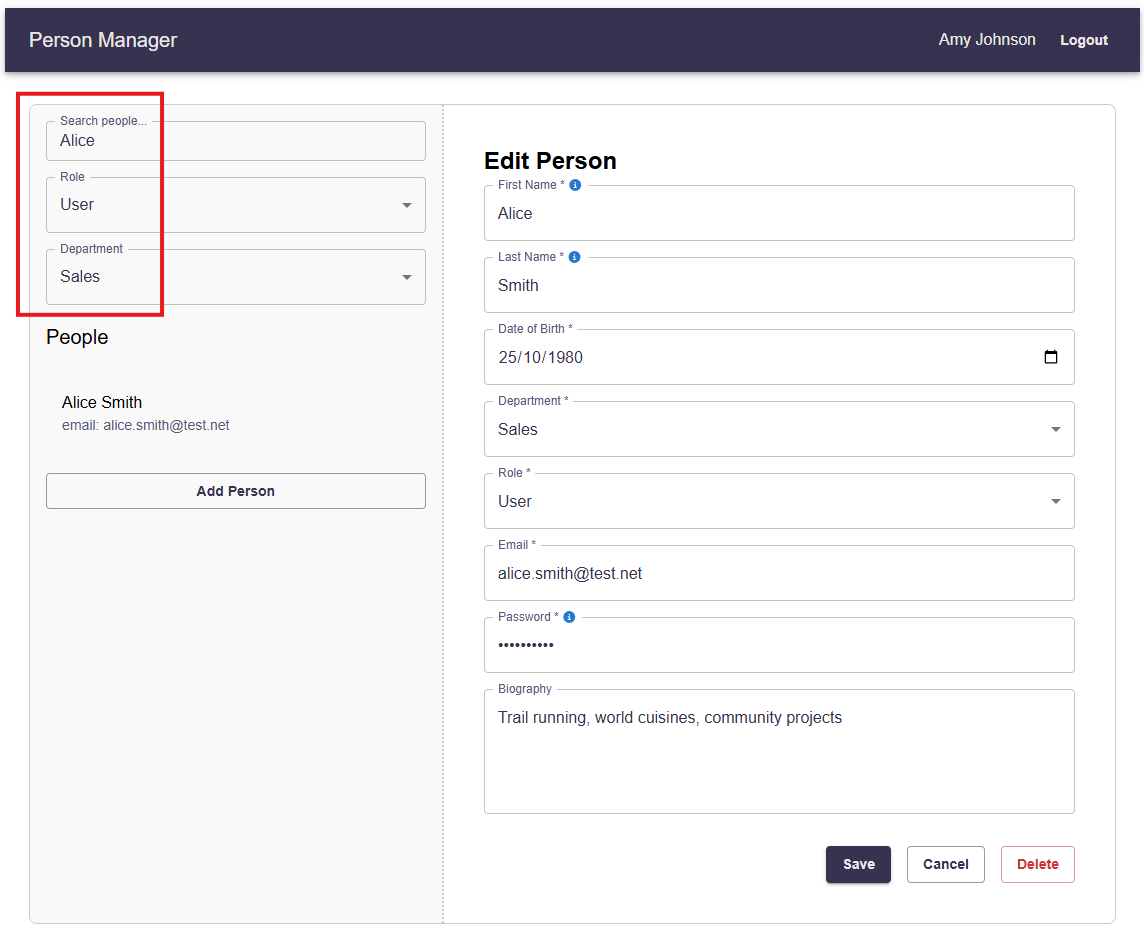 Person Manager
Amy Johnson
Logout
Search people...
Alice
Role
User
Department
Sales
People
Alice Smith
email: alice.smith@test.net
Add Person
Edit Person
First Name *
Alice
Last Name *
Smith
Date of Birth *
25/10/1980
Department *
Sales
Role *
User
Email *
alice.smith@test.net
Password *
••••••••••
Biography
Trail running, world cuisines, community projects
Save
Cancel
Delete